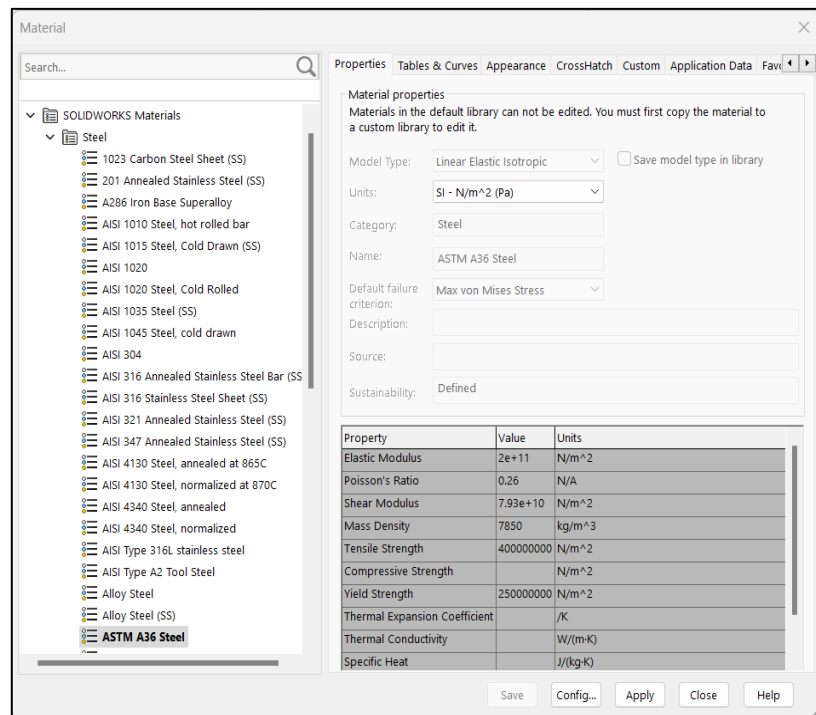 Material
Search...
SOLIDWORKS Materials
Steel
1023 Carbon Steel Sheet (SS)
201 Annealed Stainless Steel (SS)
A286 Iron Base Superalloy
AISI 1010 Steel, hot rolled bar
AISI 1015 Steel, Cold Drawn (SS)
AISI 1020
AISI 1020 Steel, Cold Rolled
AISI 1035 Steel (SS)
AISI 1045 Steel, cold drawn
AISI 304
AISI 316 Annealed Stainless Steel Bar (SS
AISI 316 Stainless Steel Sheet (SS)
AISI 321 Annealed Stainless Steel (SS)
AISI 347 Annealed Stainless Steel (SS)
AISI 4130 Steel, annealed at 865C
AISI 4130 Steel, normalized at 870C
AISI 4340 Steel, annealed
AISI 4340 Steel, normalized
AISI Type 316L stainless steel
AISI Type A2 Tool Steel
Alloy Steel
Alloy Steel (SS)
ASTM A36 Steel
Properties Tables & Curves Appearance CrossHatch Custom Application Data Favo
Material properties
Materials in the default library can not be edited. You must first copy the material to
a custom library to edit it.
Model Type: Linear Elastic Isotropic Save model type in library
Units: SI - N/m^2 (Pa)
Category: Steel
Name: ASTM A36 Steel
Default failure
criterion: Max von Mises Stress
Description:
Source:
Sustainability: Defined
Property Value Units
Elastic Modulus 2e+11 N/m^2
Poisson's Ratio 0.26 N/A
Shear Modulus 7.93e+10 N/m^2
Mass Density 7850 kg/m^3
Tensile Strength 400000000 N/m^2
Compressive Strength N/m^2
Yield Strength 250000000 N/m^2
Thermal Expansion Coefficient /K
Thermal Conductivity W/(m·K)
Specific Heat J/(kg·K)
Save Config... Apply Close Help